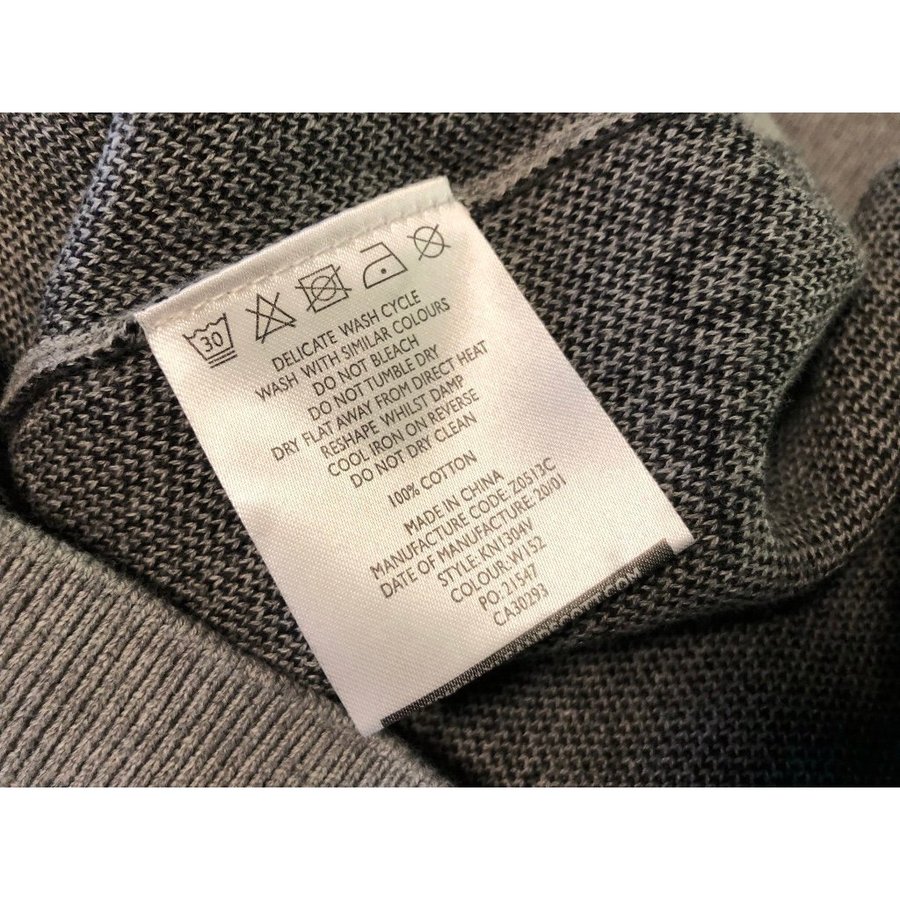 30
DELICATE WASH CYCLE
WASH WITH SIMILAR COLOURS
DO NOT BLEACH
DO NOT TUMBLE DRY
DRY FLAT AWAY FROM DIRECT HEAT
RESHAPE WHILST DAMP
COOL IRON ON REVERSE
DO NOT DRY CLEAN
100% COTTON
MADE IN CHINA
MANUFACTURE CODE: Z0513C
DATE OF MANUFACTURE: 20/01
STYLE: KN1304V
COLOUR: W152
PO: 21547
CA30293